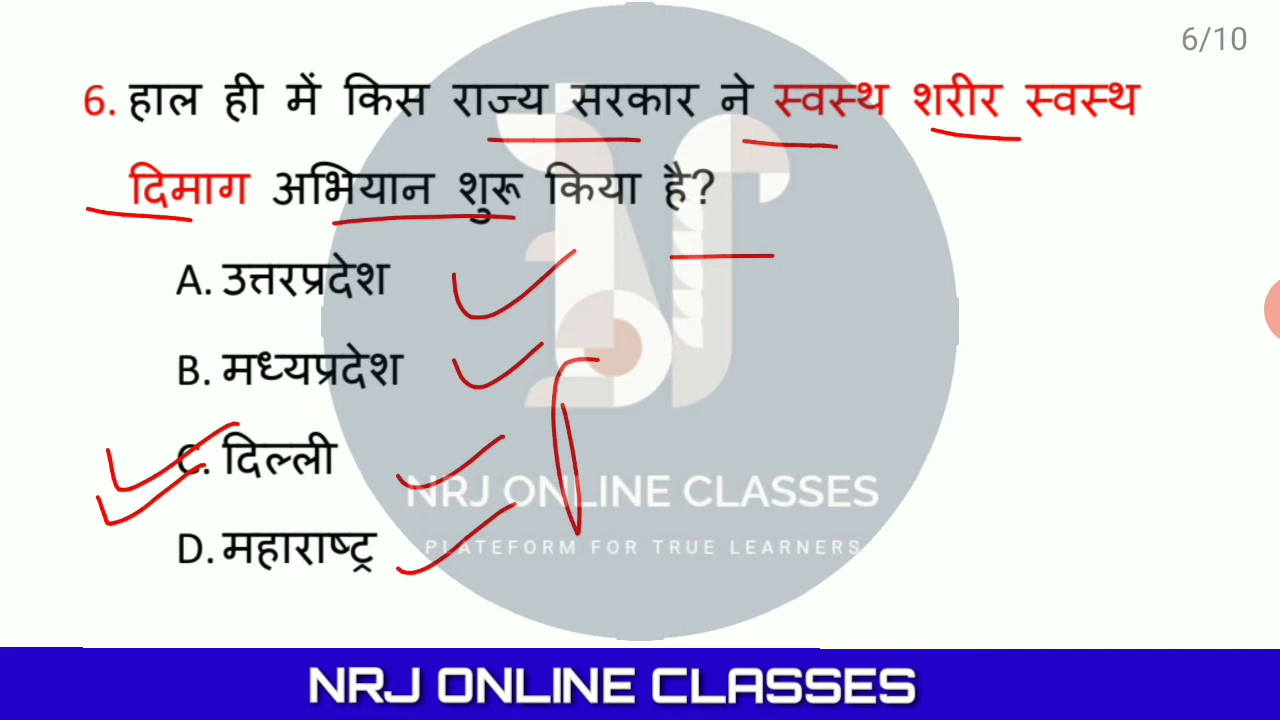 6/10
6. हाल ही में किस राज्य सरकार ने स्वस्थ शरीर स्वस्थ
दिमाग अभियान शुरू किया है?
A. उत्तरप्रदेश
B. मध्यप्रदेश
C. दिल्ली
D. महाराष्ट्र
NRJ ONLINE CLASSES
PLATEFORM FOR TRUE LEARNERS
NRJ ONLINE CLASSES